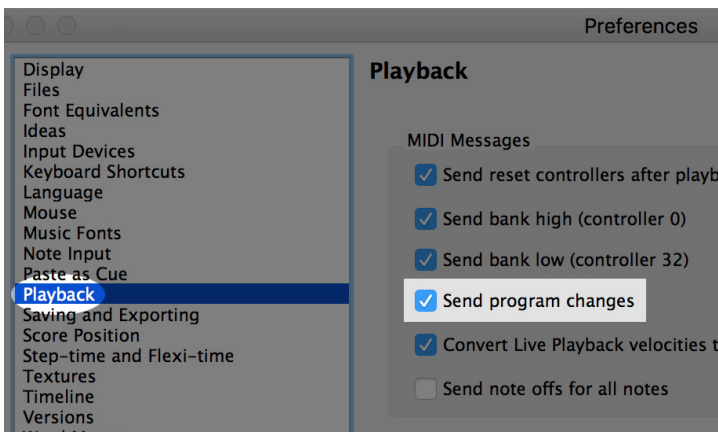 Preferences
Display
Files
Font Equivalents
Ideas
Input Devices
Keyboard Shortcuts
Language
Mouse
Music Fonts
Note Input
Paste as Cue
Playback
Saving and Exporting
Score Position
Step-time and Flexi-time
Textures
Timeline
Versions
Playback
MIDI Messages
Send reset controllers after playb
Send bank high (controller 0)
Send bank low (controller 32)
Send program changes
Convert Live Playback velocities t
Send note offs for all notes